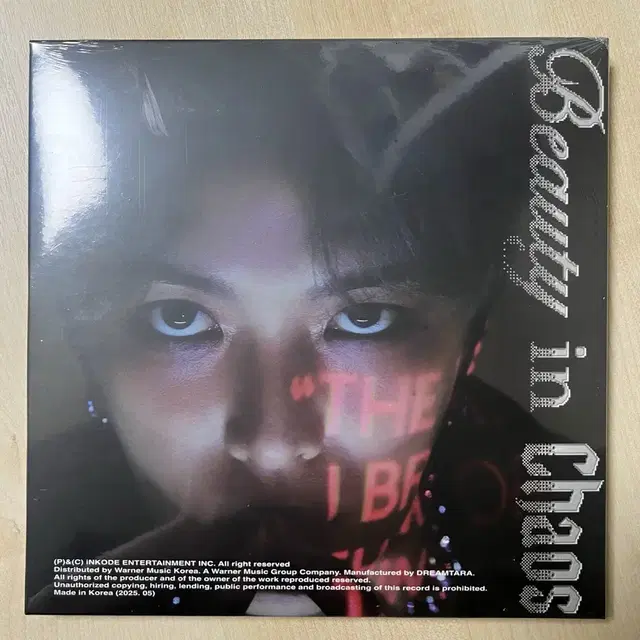 Beauty in Chaos
"THE
I BE
(P)&(C) iNKODE ENTERTAINMENT INC. All right reserved
Distributed by Warner Music Korea. A Warner Music Group Company. Manufactured by DREAMTARA.
All rights of the producer and of the owner of the work reproduced reserved.
Unauthorized copying, hiring, lending, public performance and broadcasting of this record is prohibited.
Made in Korea (2025. 05)